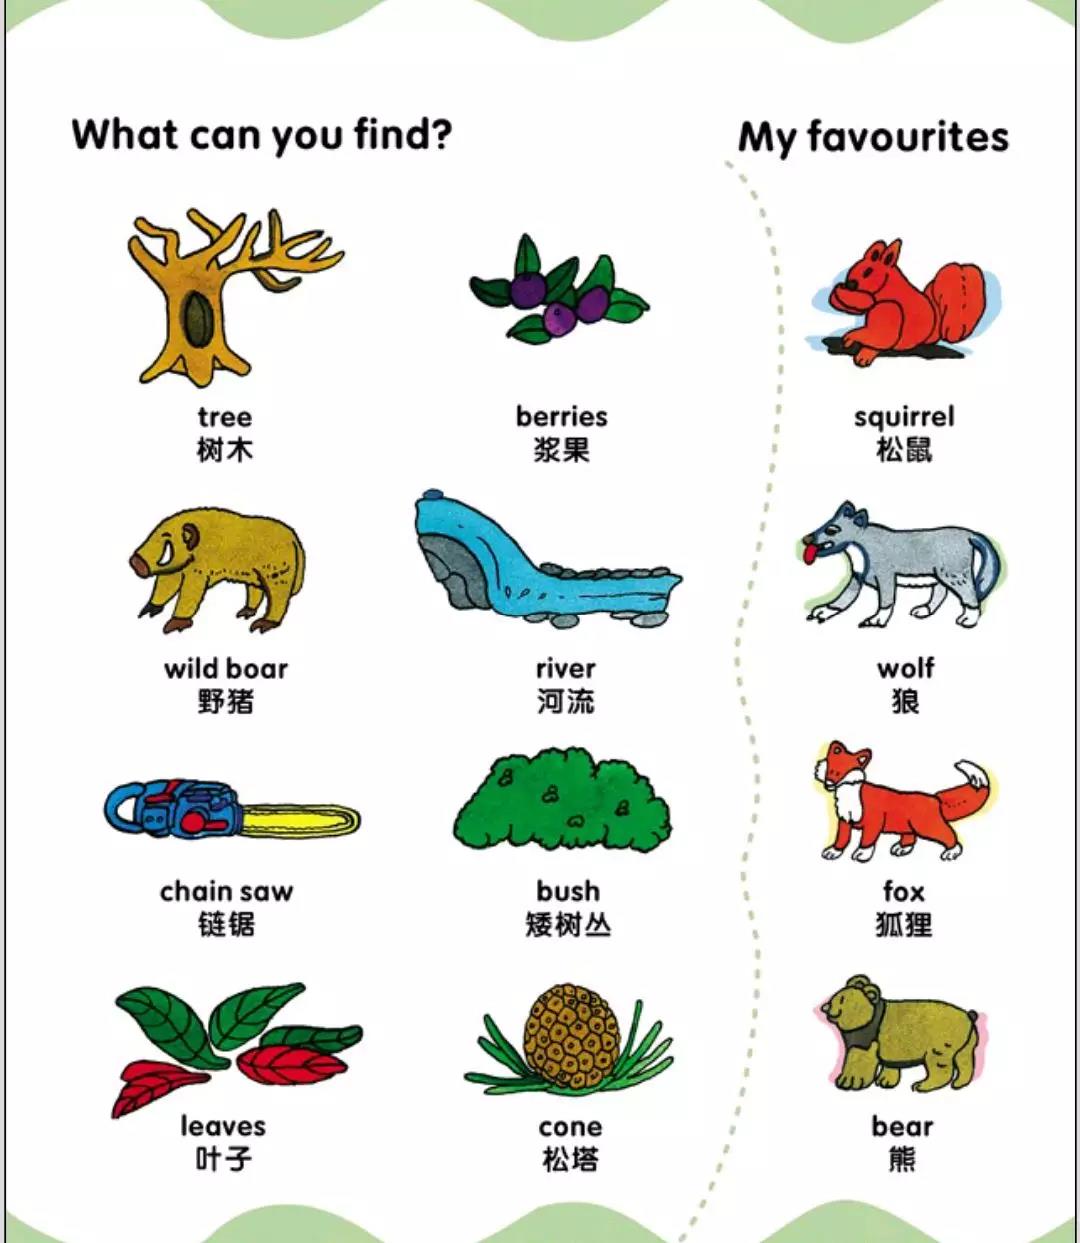 What can you find?
My favourites
tree
树木
berries
浆果
squirrel
松鼠
wild boar
野猪
river
河流
wolf
狼
chain saw
链锯
bush
矮树丛
fox
狐狸
leaves
叶子
cone
松塔
bear
熊